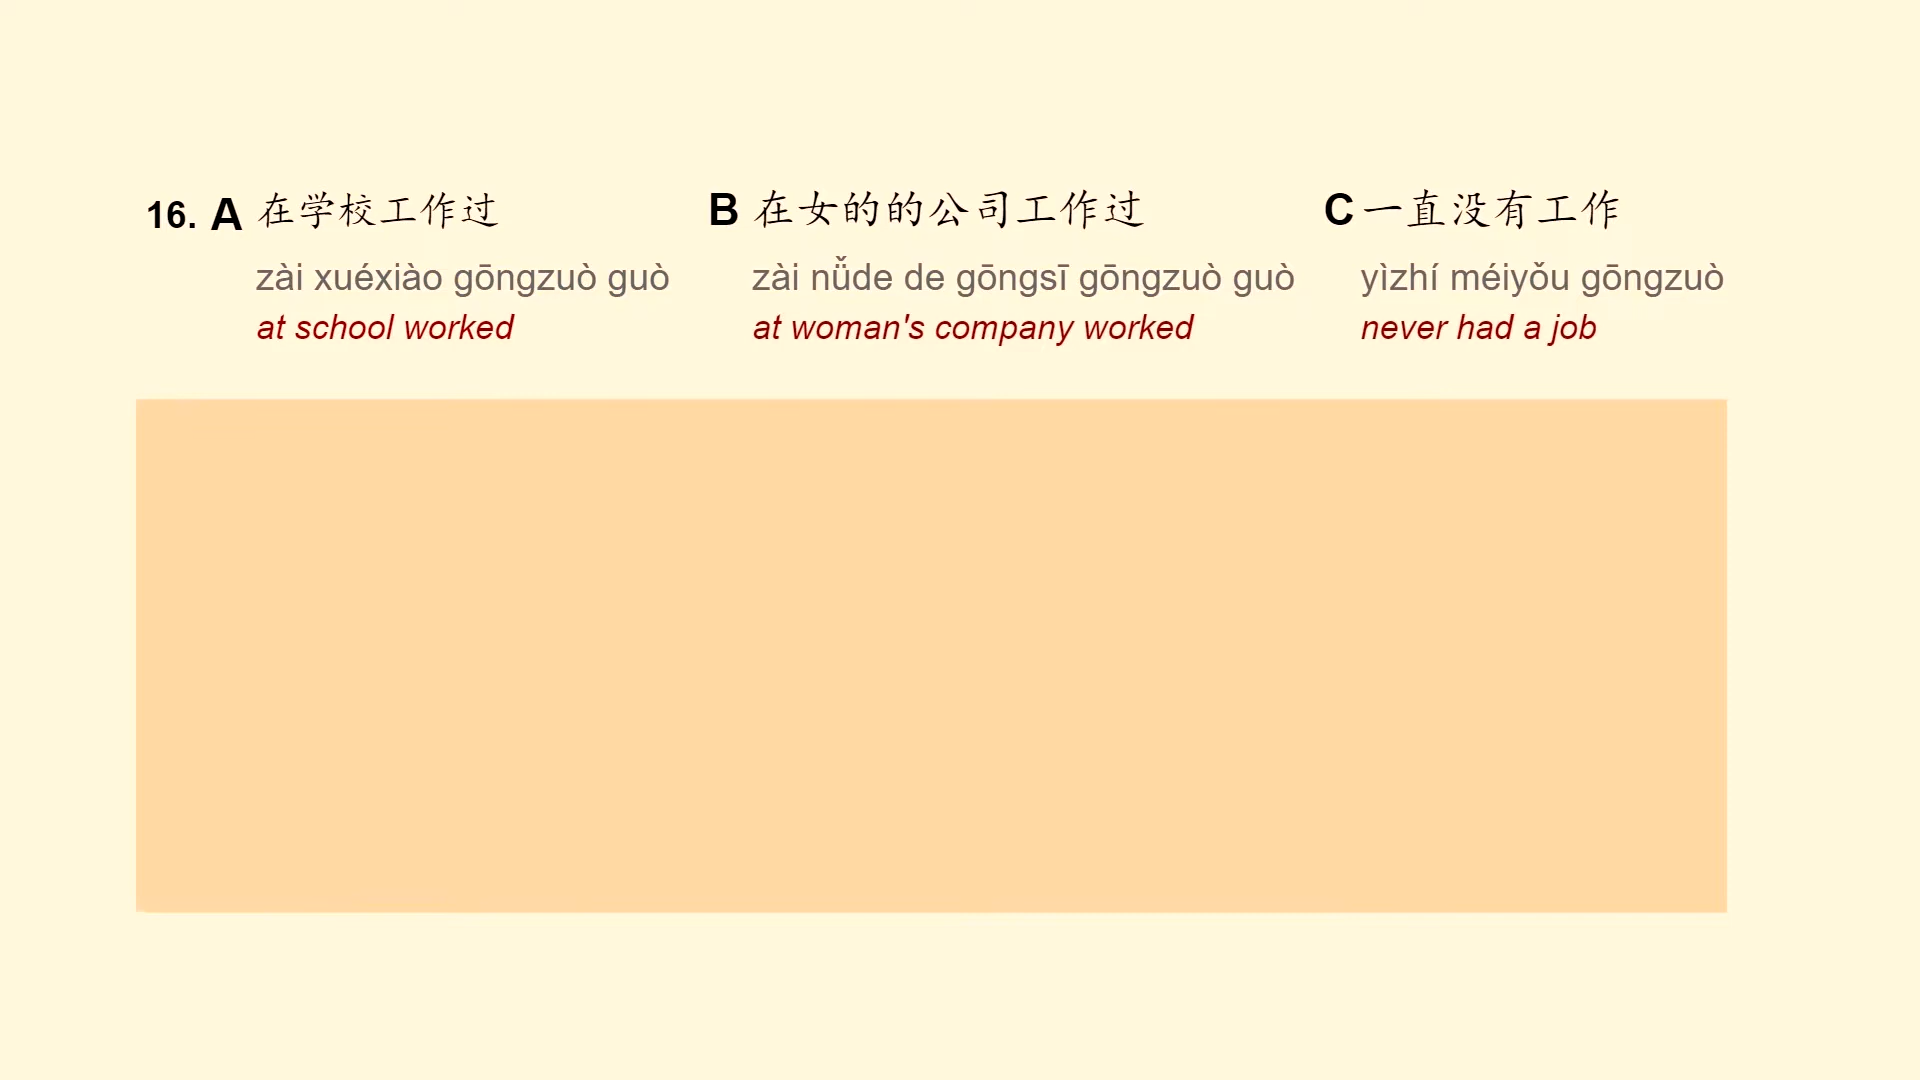 16. A 在学校工作过 B 在女的的公司工作过 C 一直没有工作
zài xuéxiào gōngzuò guò zài nǚde de gōngsī gōngzuò guò yìzhí méiyǒu gōngzuò
at school worked at woman's company worked never had a job